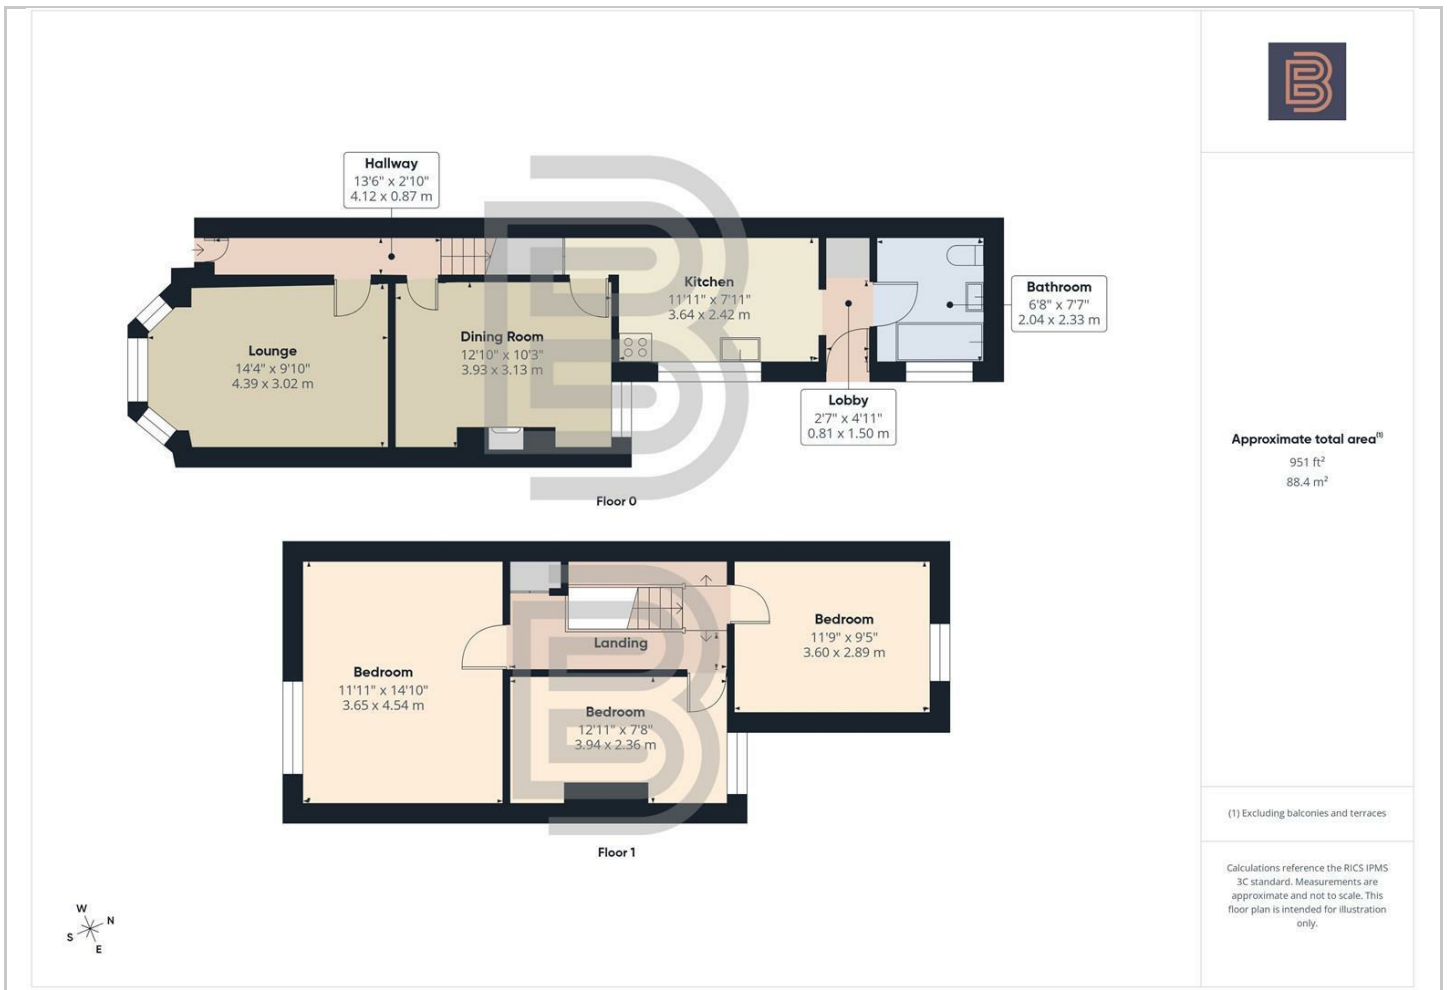 Hallway
13'6" x 2'10"
4.12 x 0.87 m
Kitchen
11'11" x 7'11"
3.64 x 2.42 m
Bathroom
6'8" x 7'7"
2.04 x 2.33 m
Lounge
14'4" x 9'10"
4.39 x 3.02 m
Dining Room
12'10" x 10'3"
3.93 x 3.13 m
Lobby
2'7" x 4'11"
0.81 x 1.50 m
Floor 0
Landing
Bedroom
11'9" x 9'5"
3.60 x 2.89 m
Bedroom
11'11" x 14'10"
3.65 x 4.54 m
Bedroom
12'11" x 7'8"
3.94 x 2.36 m
Floor 1
W
N
S
E
B
Approximate total area(1)
951 ft²
88.4 m²
(1) Excluding balconies and terraces
Calculations reference the RICS IPMS
3C standard. Measurements are
approximate and not to scale. This
floor plan is intended for illustration
only.